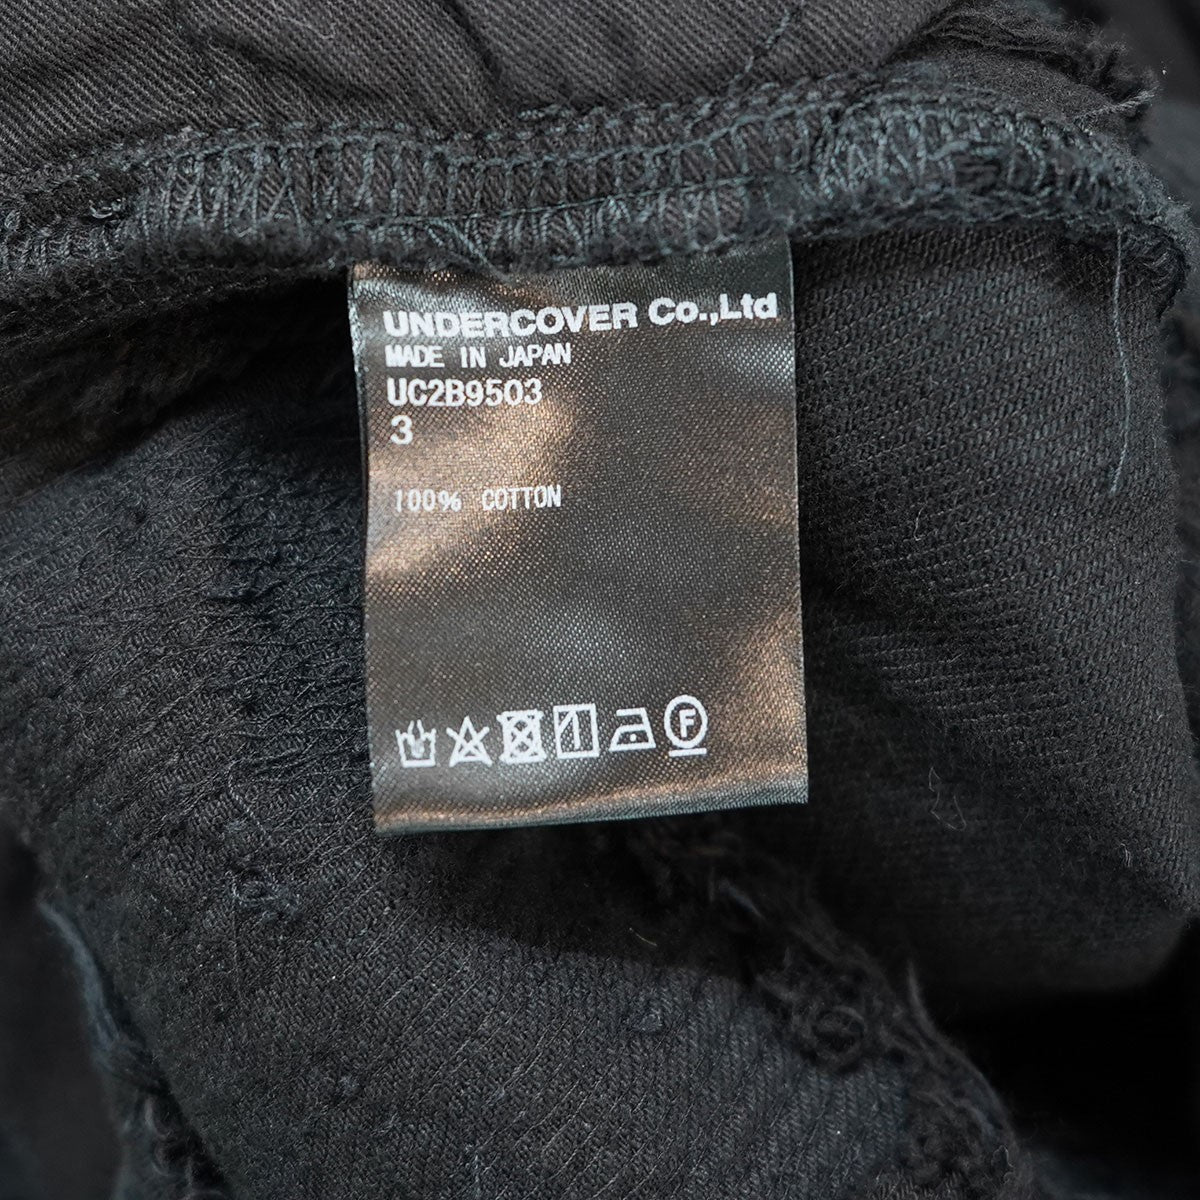 UNDERCOVER Co.,Ltd
MADE IN JAPAN
UC2B9503
3
100% COTTON
F